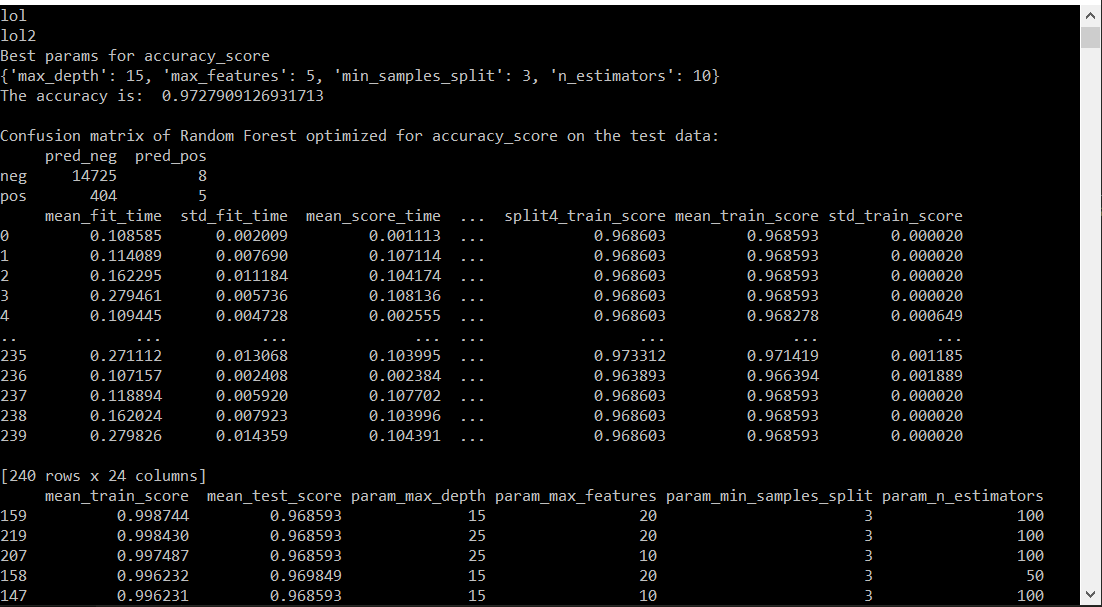 lol
lol2
Best params for accuracy_score
{'max_depth': 15, 'max_features': 5, 'min_samples_split': 3, 'n_estimators': 10}
The accuracy is:  0.9727909126931713
Confusion matrix of Random Forest optimized for accuracy_score on the test data:
     pred_neg  pred_pos
neg     14725         8
pos       404         5
     mean_fit_time  std_fit_time  mean_score_time  ...  split4_train_score mean_train_score std_train_score
0         0.108585      0.002009         0.001113  ...            0.968603         0.968593        0.000020
1         0.114089      0.007690         0.107114  ...            0.968603         0.968593        0.000020
2         0.162295      0.011184         0.104174  ...            0.968603         0.968593        0.000020
3         0.279461      0.005736         0.108136  ...            0.968603         0.968593        0.000020
4         0.109445      0.004728         0.002555  ...            0.968603         0.968278        0.000649
..             ...           ...              ...  ...                 ...              ...             ...
235       0.271112      0.013068         0.103995  ...            0.973312         0.971419        0.001185
236       0.107157      0.002408         0.002384  ...            0.963893         0.966394        0.001889
237       0.118894      0.005920         0.107702  ...            0.968603         0.968593        0.000020
238       0.162024      0.007923         0.103996  ...            0.968603         0.968593        0.000020
239       0.279826      0.014359         0.104391  ...            0.968603         0.968593        0.000020
[240 rows x 24 columns]
     mean_train_score  mean_test_score param_max_depth param_max_features param_min_samples_split param_n_estimators
159          0.998744         0.968593              15                 20                       3                100
219          0.998430         0.968593              25                 20                       3                100
207          0.997487         0.968593              25                 10                       3                100
158          0.996232         0.969849              15                 20                       3                 50
147          0.996231         0.968593              15                 10                       3                100